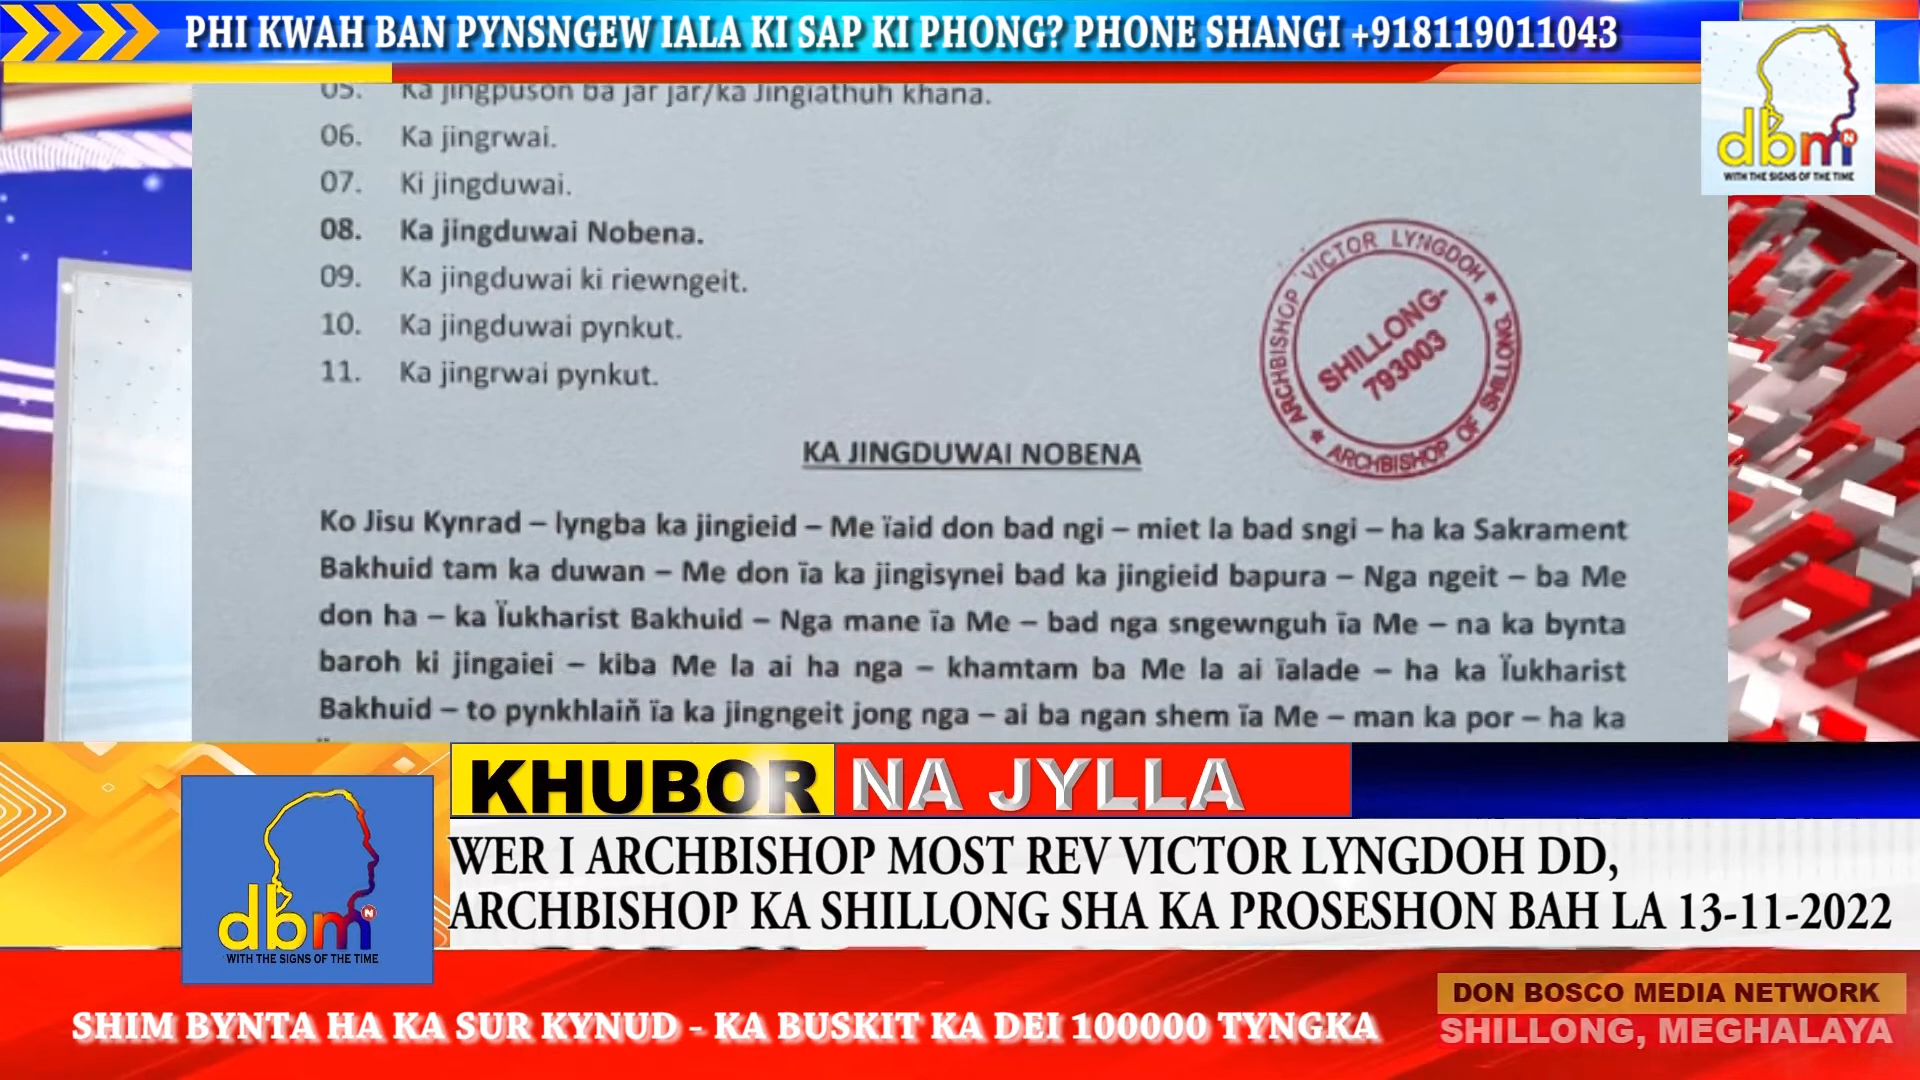 PHI KWAH BAN PYNSNGEW IALA KI SAP KI PHONG? PHONE SHANGI +918119011043
dbm N
WITH THE SIGNS OF THE TIME
05. Ka jingpuson ba jar jar/ka Jingiathuh khana.
06. Ka jingrwai.
07. Ki jingduwai.
08. Ka jingduwai Nobena.
09. Ka jingduwai ki riewngeit.
10. Ka jingduwai pynkut.
11. Ka jingrwai pynkut.
ARCHBISHOP VICTOR LYNGDOH
SHILLONG-
793003
ARCHBISHOP OF SHILLONG
KA JINGDUWAI NOBENA
Ko Jisu Kynrad – lyngba ka jingieid – Me ïaid don bad ngi – miet la bad sngi – ha ka Sakrament
Bakhuid tam ka duwan – Me don ïa ka jingisynei bad ka jingieid bapura – Nga ngeit – ba Me
don ha – ka Ïukharist Bakhuid – Nga mane ïa Me – bad nga sngewnguh ïa Me – na ka bynta
baroh ki jingaiei – kiba Me la ai ha nga – khamtam ba Me la ai ïalade – ha ka Ïukharist
Bakhuid – to pynkhlaiñ ïa ka jingngeit jong nga – ai ba ngan shem ïa Me – man ka por – ha ka
KHUBOR NA JYLLA
WER I ARCHBISHOP MOST REV VICTOR LYNGDOH DD,
ARCHBISHOP KA SHILLONG SHA KA PROSESHON BAH LA 13-11-2022
dbm N
WITH THE SIGNS OF THE TIME
DON BOSCO MEDIA NETWORK
SHILLONG, MEGHALAYA
SHIM BYNTA HA KA SUR KYNUD - KA BUSKIT KA DEI 100000 TYNGKA